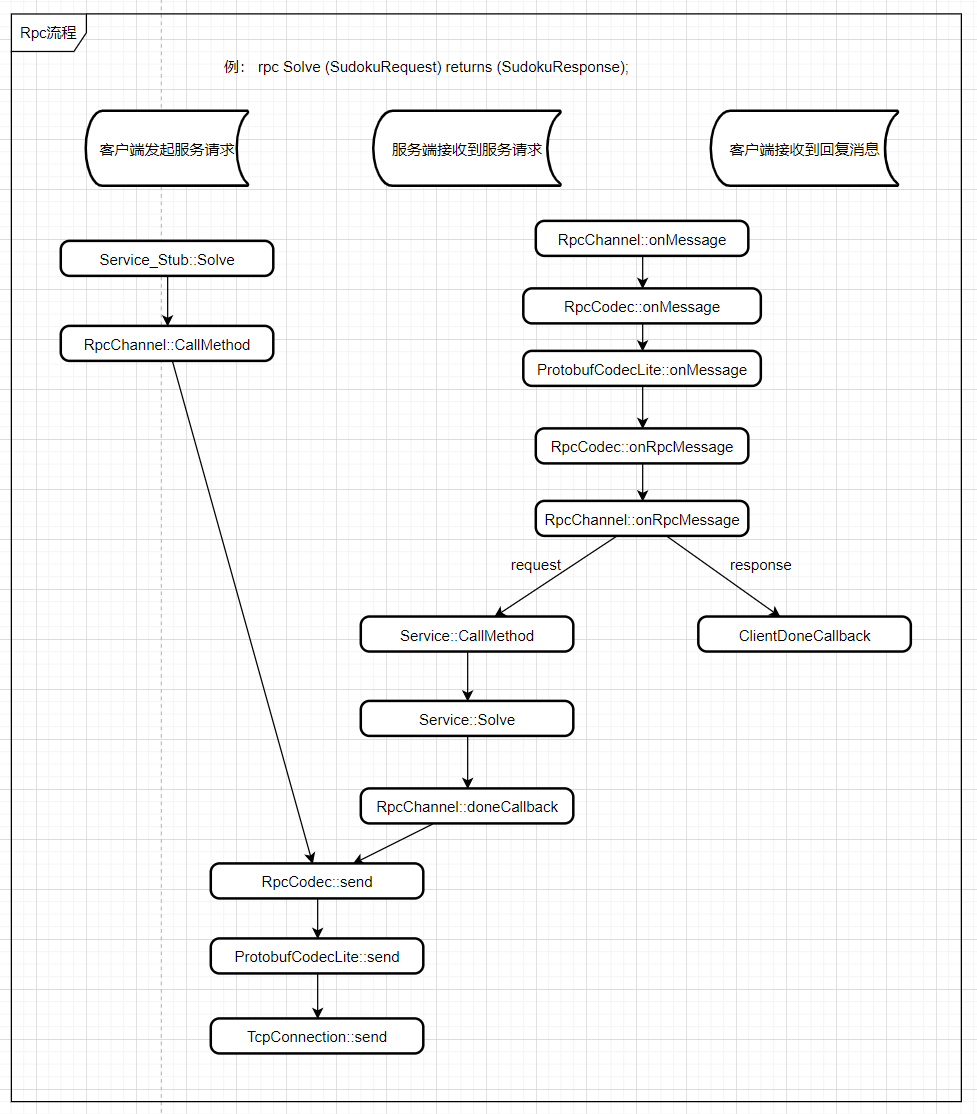 Rpc流程
例： rpc Solve (SudokuRequest) returns (SudokuResponse);
客户端发起服务请求
服务端接收到服务请求
客户端接收到回复消息
Service_Stub::Solve
RpcChannel::CallMethod
RpcChannel::onMessage
RpcCodec::onMessage
ProtobufCodecLite::onMessage
RpcCodec::onRpcMessage
RpcChannel::onRpcMessage
request
response
Service::CallMethod
ClientDoneCallback
Service::Solve
RpcChannel::doneCallback
RpcCodec::send
ProtobufCodecLite::send
TcpConnection::send